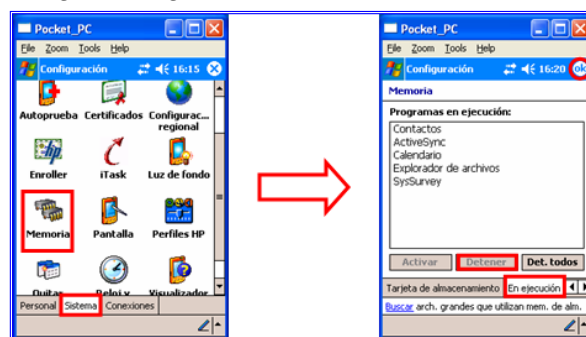 Pocket_PC
File Zoom Tools Help
Configuración 16:15
Autoprueba Certificados Configurac... regional
Enroller iTask Luz de fondo
Memoria Pantalla Perfiles HP
Quitar Reloj y Visualizador
Personal Sistema Conexiones
Pocket_PC
File Zoom Tools Help
Configuración 16:20 ok
Memoria
Programas en ejecución:
Contactos
ActiveSync
Calendario
Explorador de archivos
SysSurvey
Activar Detener Det. todos
Tarjeta de almacenamiento En ejecución
Buscar arch. grandes que utilizan mem. de alm.